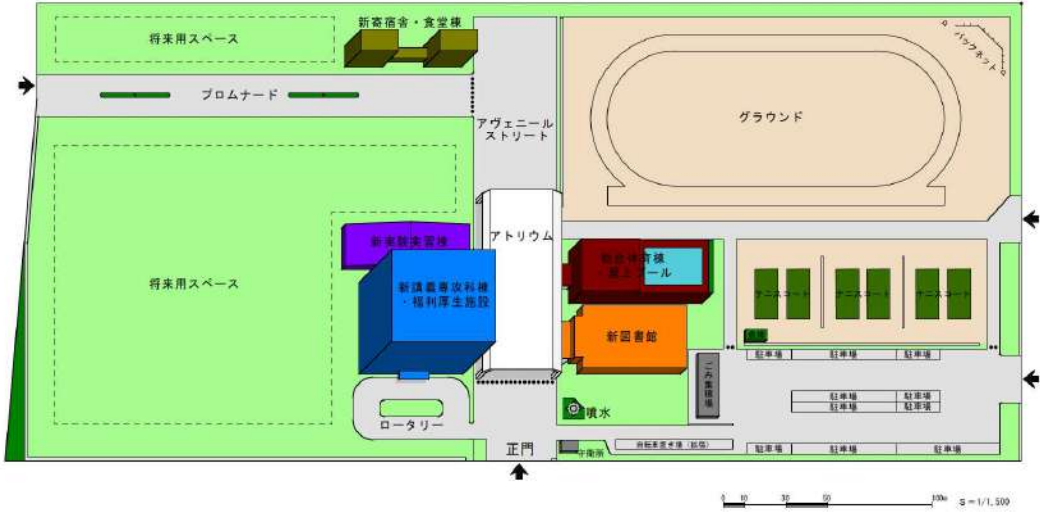 新寄宿舎・食堂棟
将来用スペース
バックネット
プロムナード
アヴェニール
ストリート
グラウンド
アトリウム
新実験実習棟
新講義専攻科棟
・福利厚生施設
将来用スペース
総合体育棟
・屋上プール
新図書館
テニスコート
テニスコート
テニスコート
駐車場
駐車場
駐車場
ごみ集積場
駐車場
駐車場
駐車場
駐車場
噴水
ロータリー
正門
守衛所
自転車置き場（拡張）
駐車場
駐車場
駐車場
0 10 30 50 100m S=1/1,500